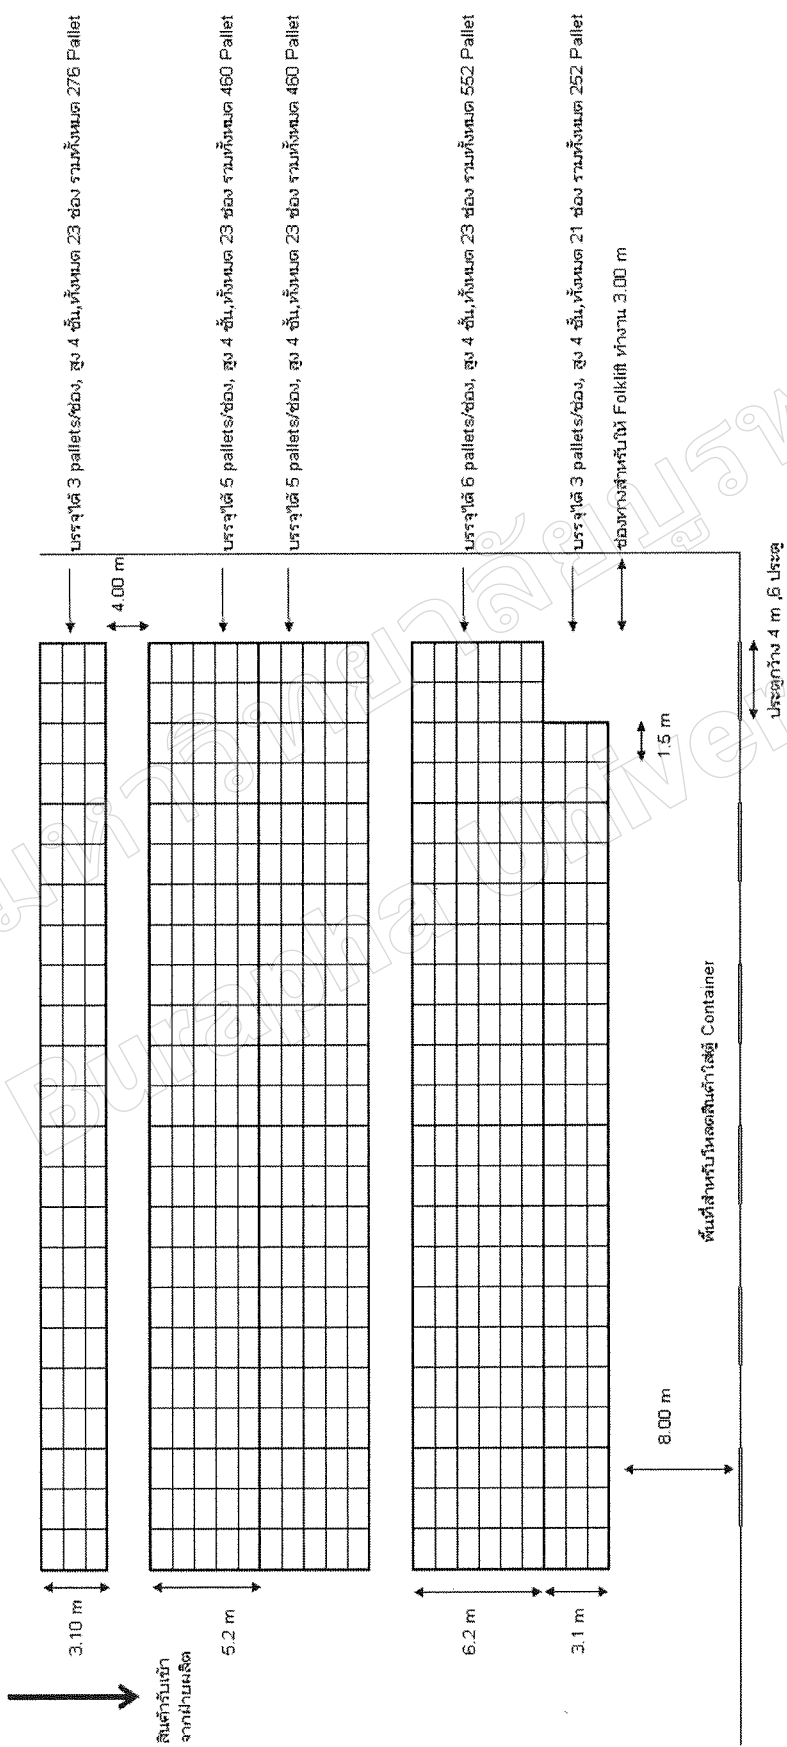 บรรจุได้ 3 pallets/ช่อง, สูง 4 ชั้น,ทั้งหมด 23 ช่อง รวมทั้งหมด 276 Pallet
4.00 m
บรรจุได้ 5 pallets/ช่อง, สูง 4 ชั้น,ทั้งหมด 23 ช่อง รวมทั้งหมด 460 Pallet
บรรจุได้ 5 pallets/ช่อง, สูง 4 ชั้น,ทั้งหมด 23 ช่อง รวมทั้งหมด 460 Pallet
บรรจุได้ 6 pallets/ช่อง, สูง 4 ชั้น,ทั้งหมด 23 ช่อง รวมทั้งหมด 552 Pallet
บรรจุได้ 3 pallets/ช่อง, สูง 4 ชั้น,ทั้งหมด 21 ช่อง รวมทั้งหมด 252 Pallet
ช่องทางสำหรับให้ Folklift ทำงาน 3.00 m
1.5 m
ประตูกว้าง 4 m ,6 ประตู
พื้นที่สำหรับโหลดสินค้าใส่ตู้ Container
8.00 m
3.10 m
5.2 m
6.2 m
3.1 m
สินค้ารับเข้า
จากฝ่ายผลิต
Burapha Univer